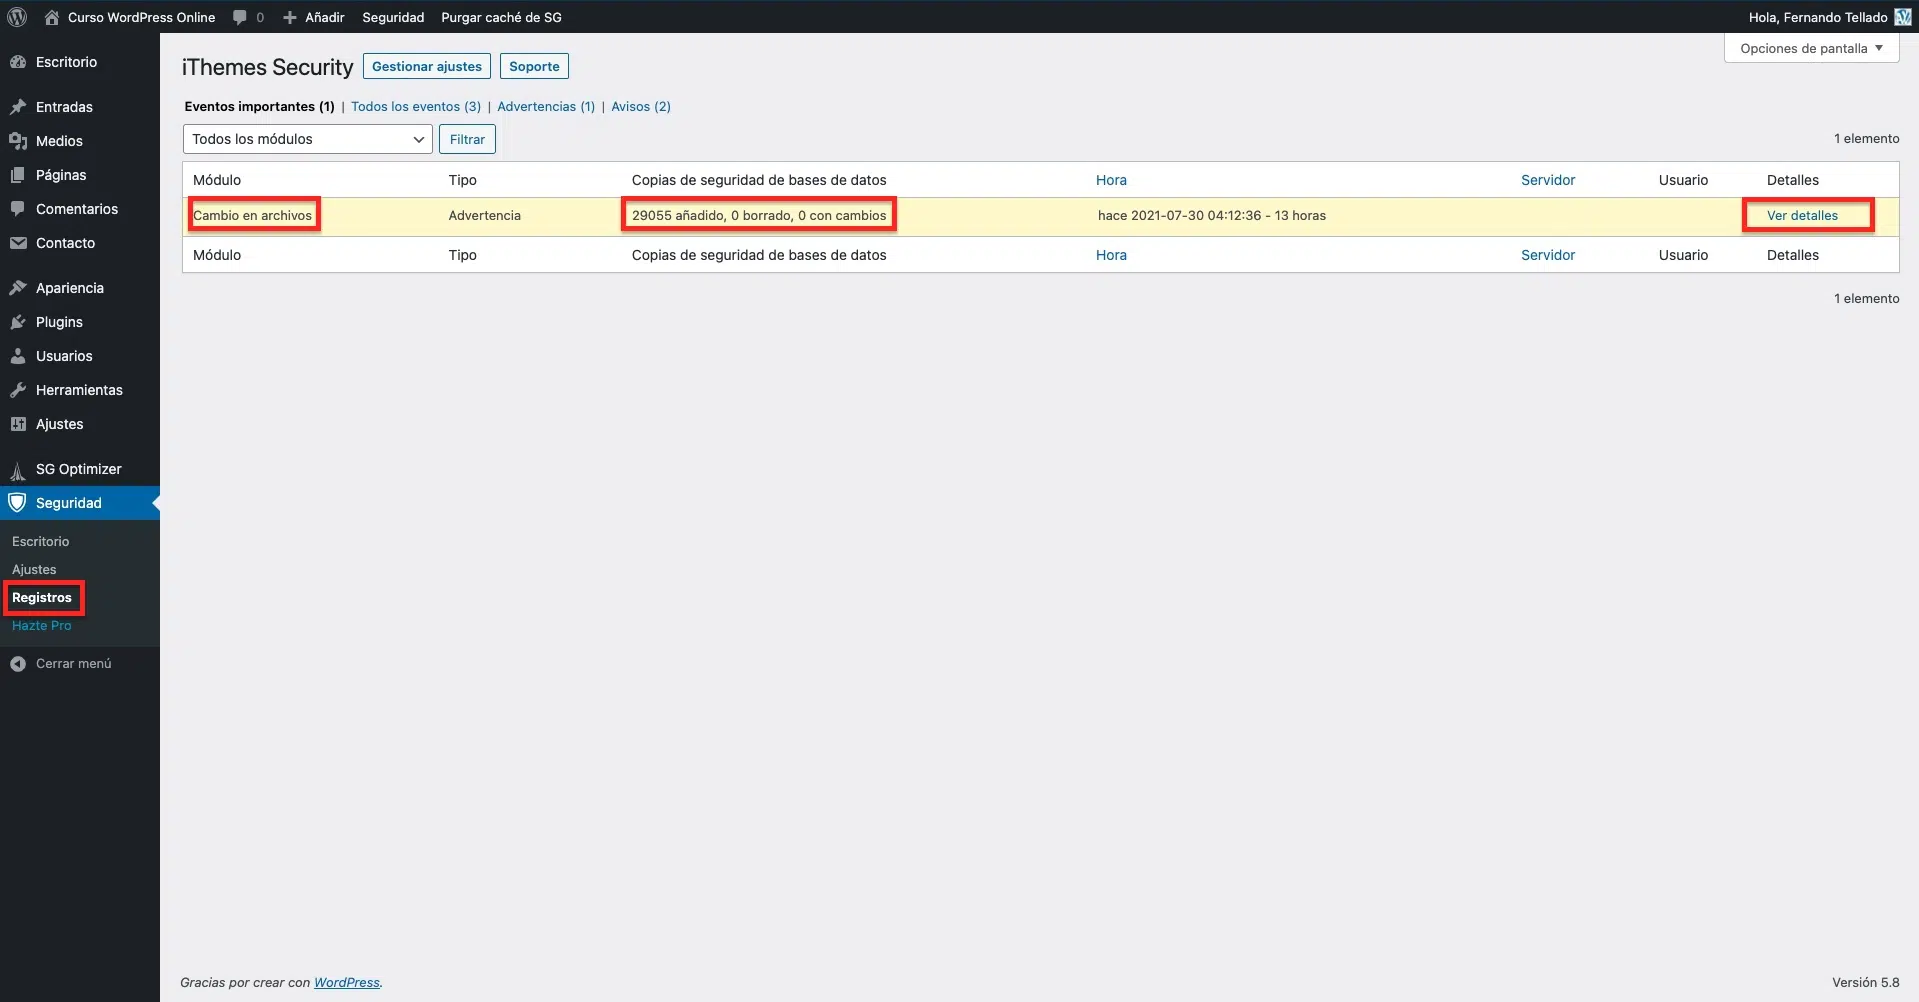 Curso WordPress Online 0 Añadir Seguridad Purgar caché de SG Hola, Fernando Tellado
Opciones de pantalla
Escritorio
Entradas
Medios
Páginas
Comentarios
Contacto
Apariencia
Plugins
Usuarios
Herramientas
Ajustes
SG Optimizer
Seguridad
Escritorio
Ajustes
Registros
Hazte Pro
Cerrar menú
iThemes Security Gestionar ajustes Soporte
Eventos importantes (1) | Todos los eventos (3) | Advertencias (1) | Avisos (2)
Todos los módulos Filtrar 1 elemento
Módulo Tipo Copias de seguridad de bases de datos Hora Servidor Usuario Detalles
Cambio en archivos Advertencia 29055 añadido, 0 borrado, 0 con cambios hace 2021-07-30 04:12:36 - 13 horas Ver detalles
Módulo Tipo Copias de seguridad de bases de datos Hora Servidor Usuario Detalles
1 elemento
Gracias por crear con WordPress. Versión 5.8